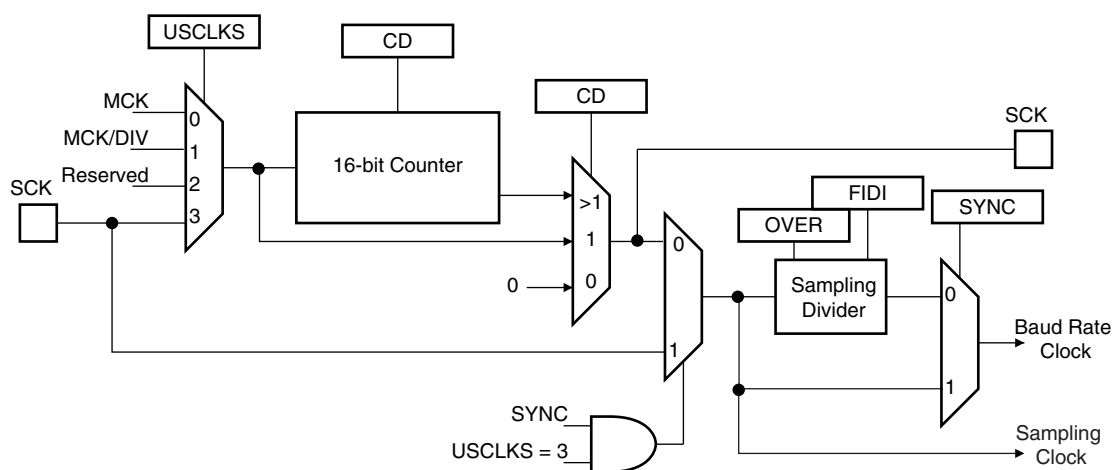 USCLKS
CD
CD
SCK
MCK
MCK/DIV
Reserved
SCK
0
1
2
3
16-bit Counter
>1
1
0
0
0
1
FIDI
OVER
SYNC
Sampling
Divider
0
1
Baud Rate
Clock
SYNC
USCLKS = 3
Sampling
Clock